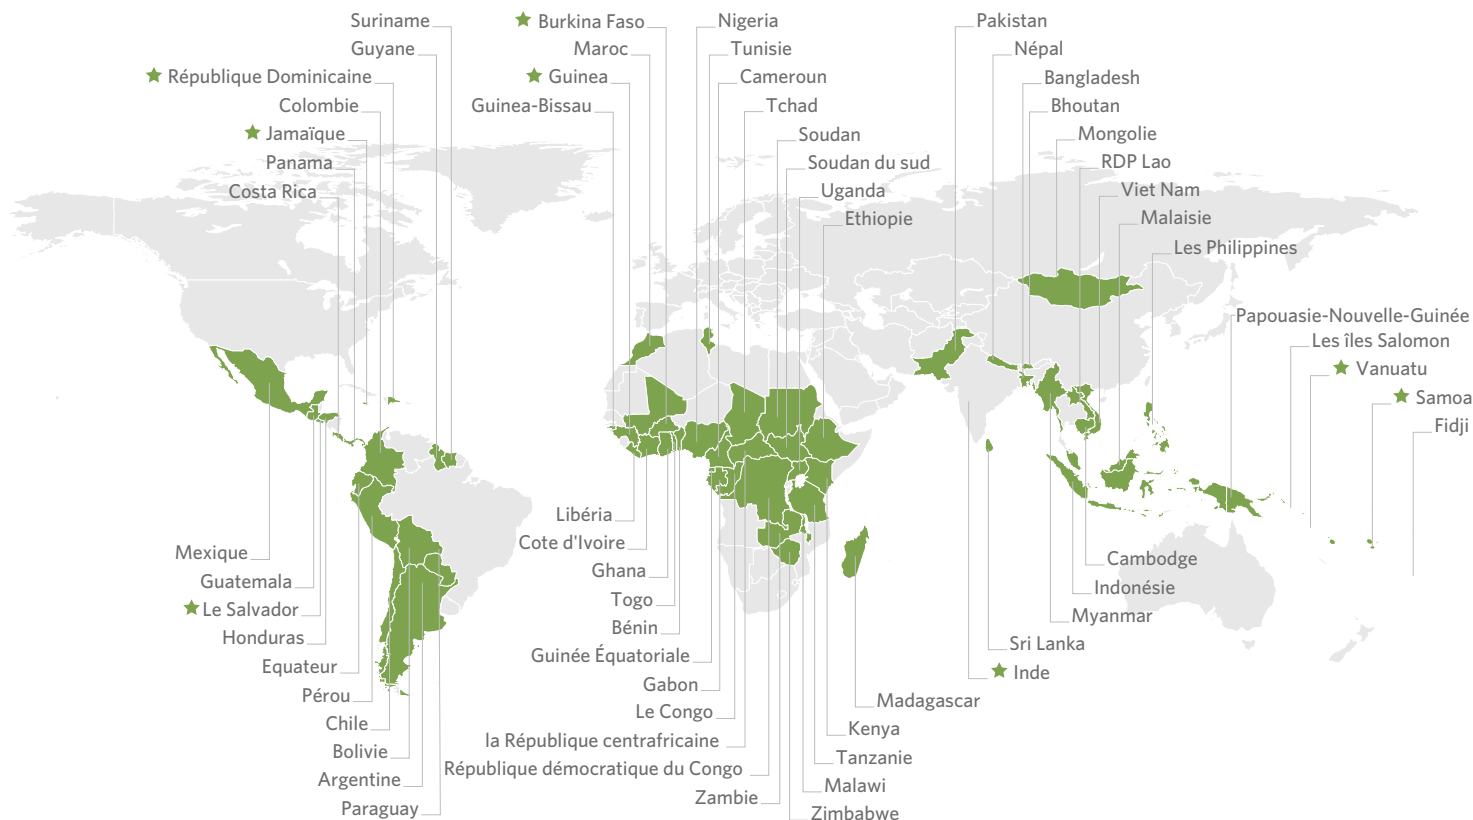 Suriname
Guyane
République Dominicaine
Colombie
Jamaïque
Panama
Costa Rica
Burkina Faso
Maroc
Guinea
Guinea-Bissau
Nigeria
Tunisie
Cameroun
Tchad
Soudan
Soudan du sud
Uganda
Ethiopie
Pakistan
Népal
Bangladesh
Bhoutan
Mongolie
RDP Lao
Viet Nam
Malaisie
Les Philippines
Papouasie-Nouvelle-Guinée
Les îles Salomon
Vanuatu
Samoa
Fidji
Mexique
Guatemala
Le Salvador
Honduras
Equateur
Pérou
Chile
Bolivie
Argentine
Paraguay
Libéria
Cote d'Ivoire
Ghana
Togo
Bénin
Guinée Équatoriale
Gabon
Le Congo
la République centrafricaine
République démocratique du Congo
Zambie
Madagascar
Kenya
Tanzanie
Malawi
Zimbabwe
Cambodge
Indonésie
Myanmar
Sri Lanka
Inde